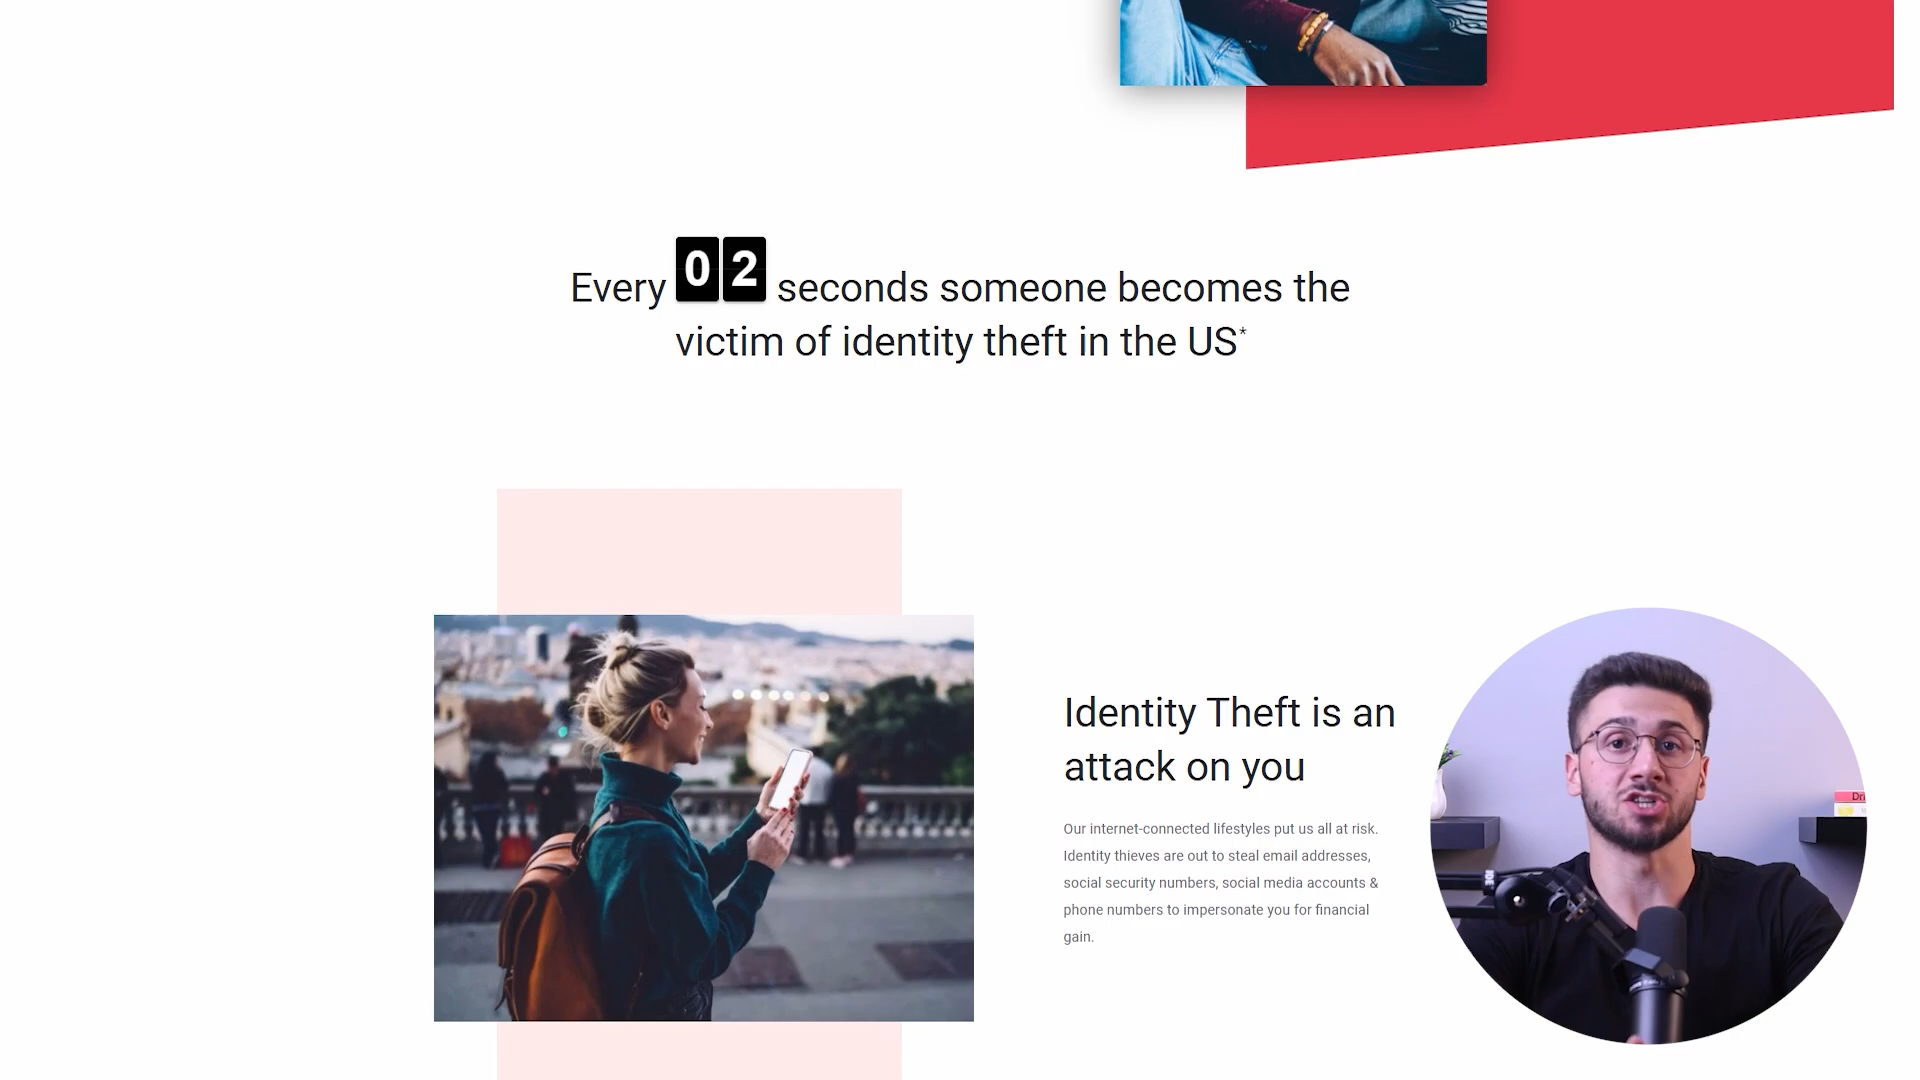 Every 02 seconds someone becomes the
victim of identity theft in the US*
Identity Theft is an
attack on you
Our internet-connected lifestyles put us all at risk.
Identity thieves are out to steal email addresses,
social security numbers, social media accounts &
phone numbers to impersonate you for financial
gain.